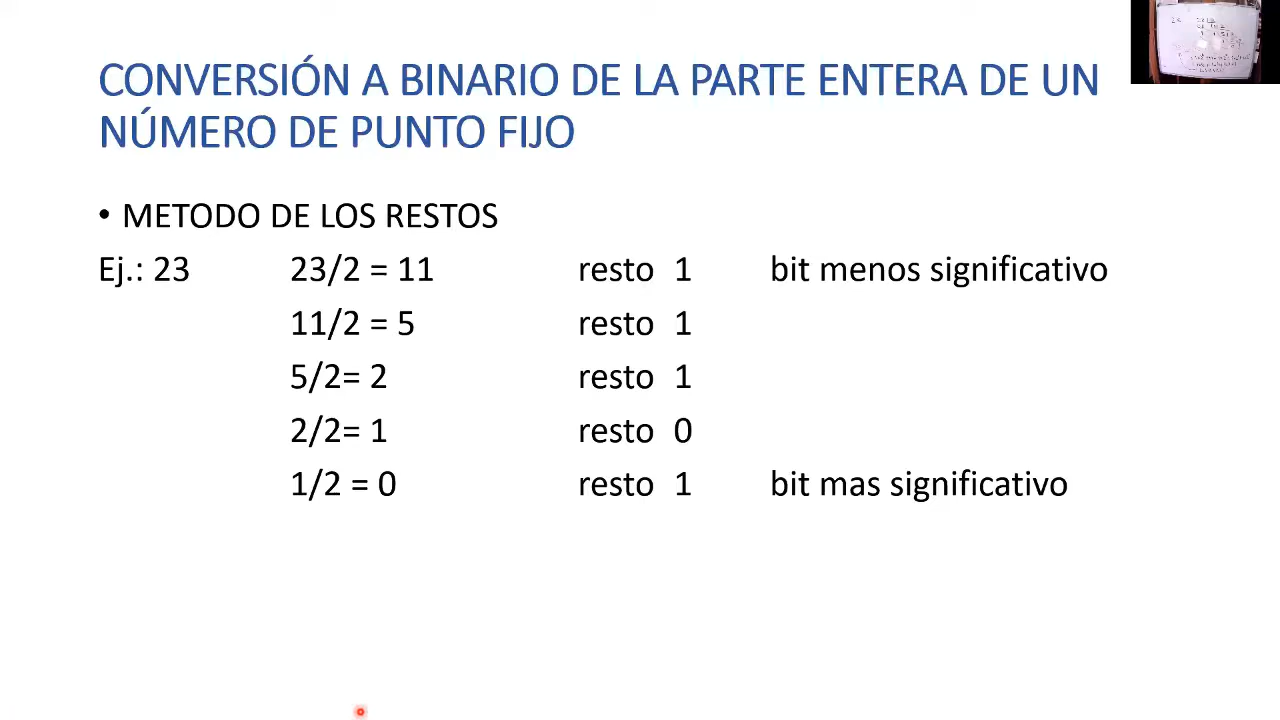 CONVERSIÓN A BINARIO DE LA PARTE ENTERA DE UN
NÚMERO DE PUNTO FIJO
• METODO DE LOS RESTOS
Ej.: 23 23/2 = 11 resto 1 bit menos significativo
11/2 = 5 resto 1
5/2= 2 resto 1
2/2= 1 resto 0
1/2 = 0 resto 1 bit mas significativo